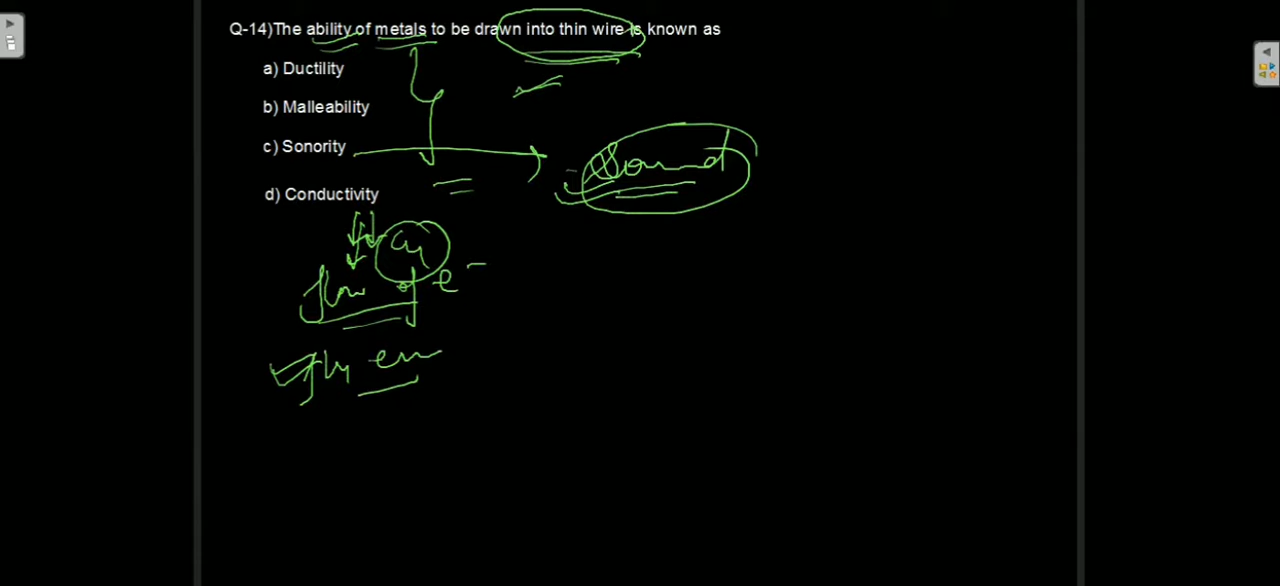 Q-14)The ability of metals to be drawn into thin wire is known as
a) Ductility
b) Malleability
c) Sonority
Sound
d) Conductivity
flow of e-